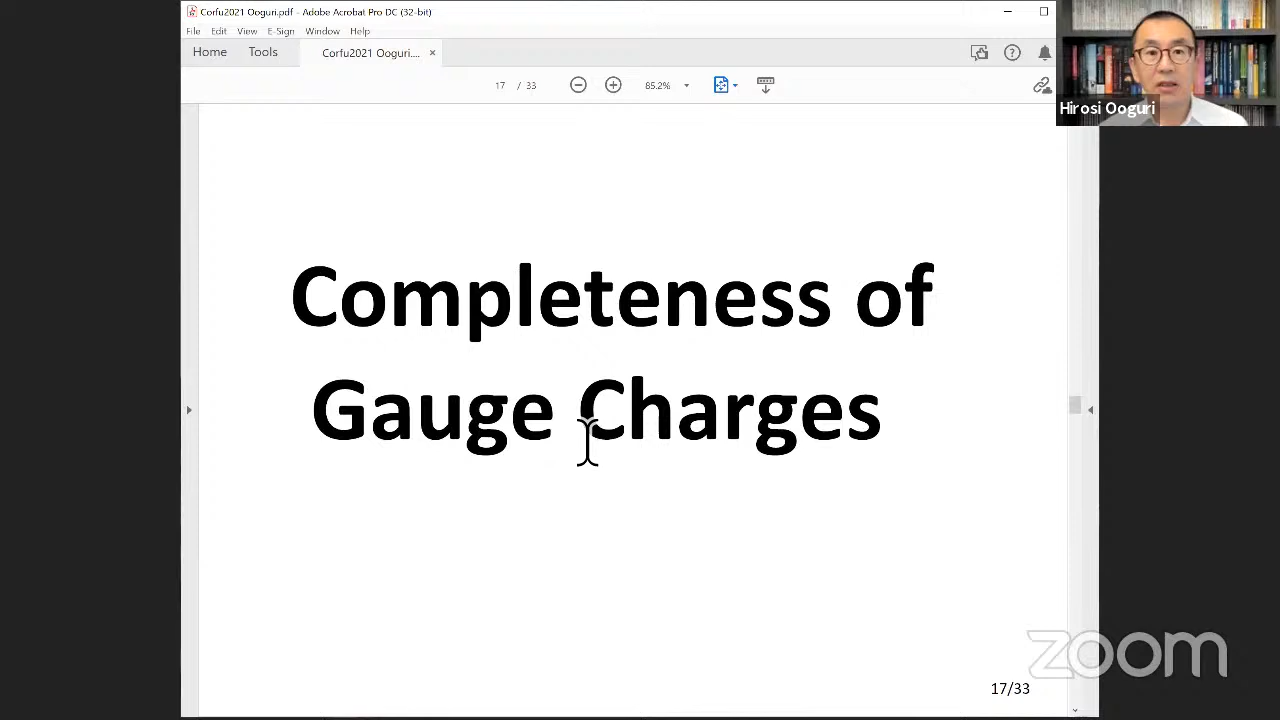 Corfu2021 Ooguri.pdf - Adobe Acrobat Pro DC (32-bit)
File Edit View E-Sign Window Help
Home Tools Corfu2021 Ooguri.... ×
17 / 33 85.2%
Hirosi Ooguri
Completeness of
Gauge Charges
zoom
17/33